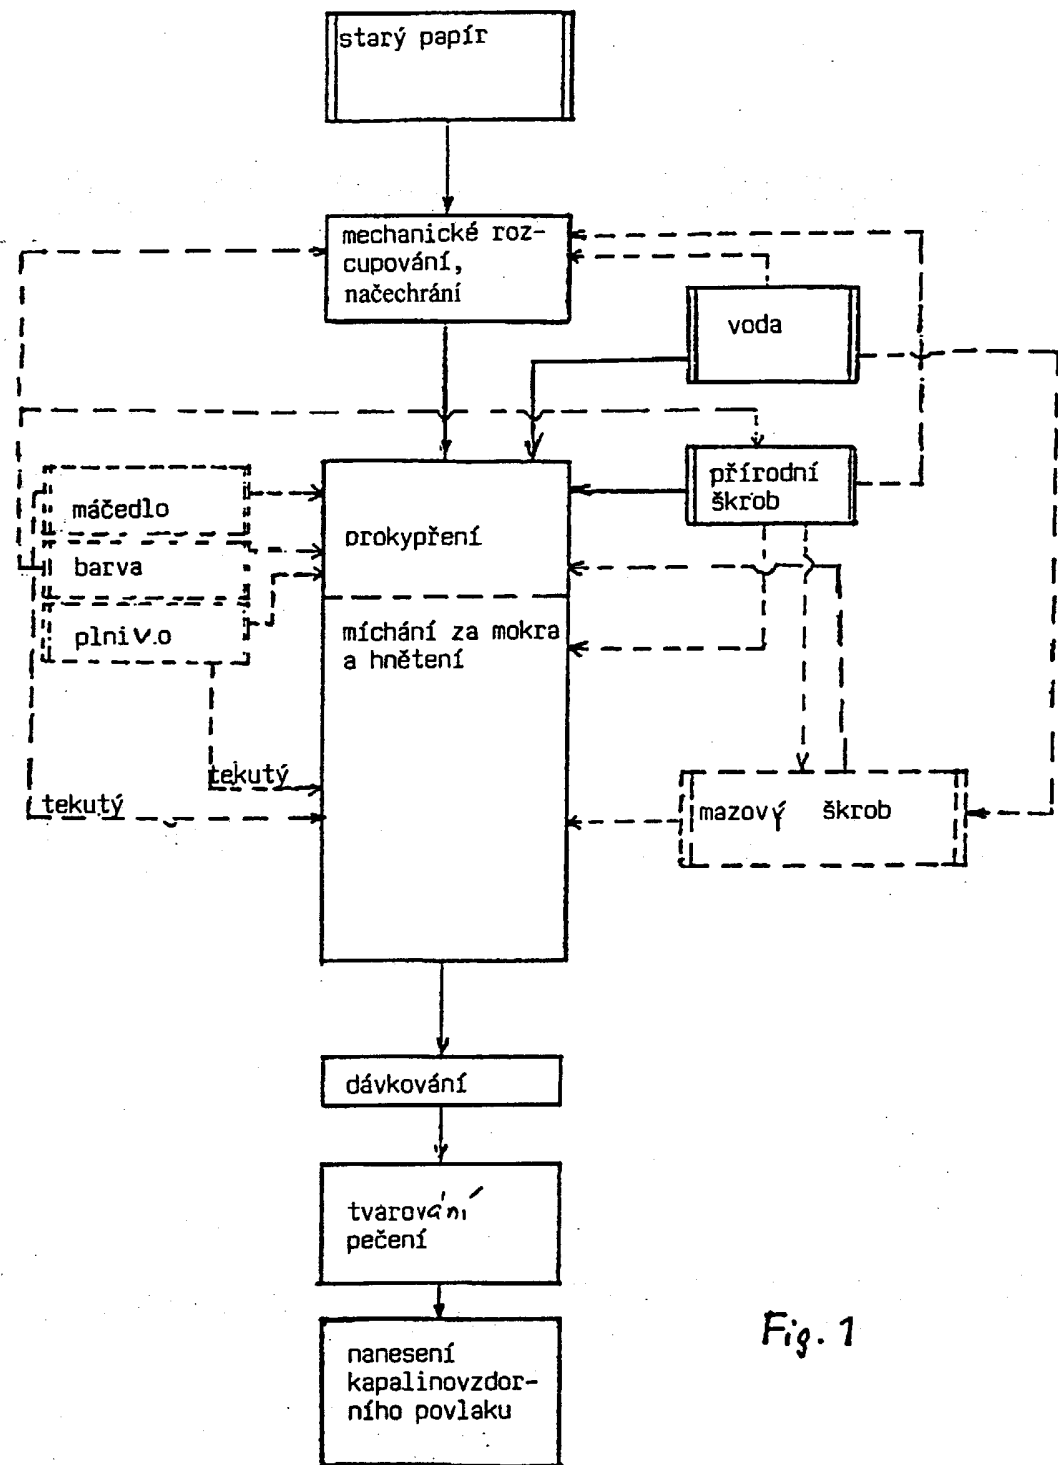 starý papír
mechanické roz-
cupování,
načechrání
voda
přírodní
škrob
máčedlo
barva
plnivo
prokypření
míchání za mokra
a hnětení
tekutý
tekutý
mazový škrob
dávkování
tvarování
pečení
nanesení
kapalinovzdor-
ního povlaku
Fig. 1